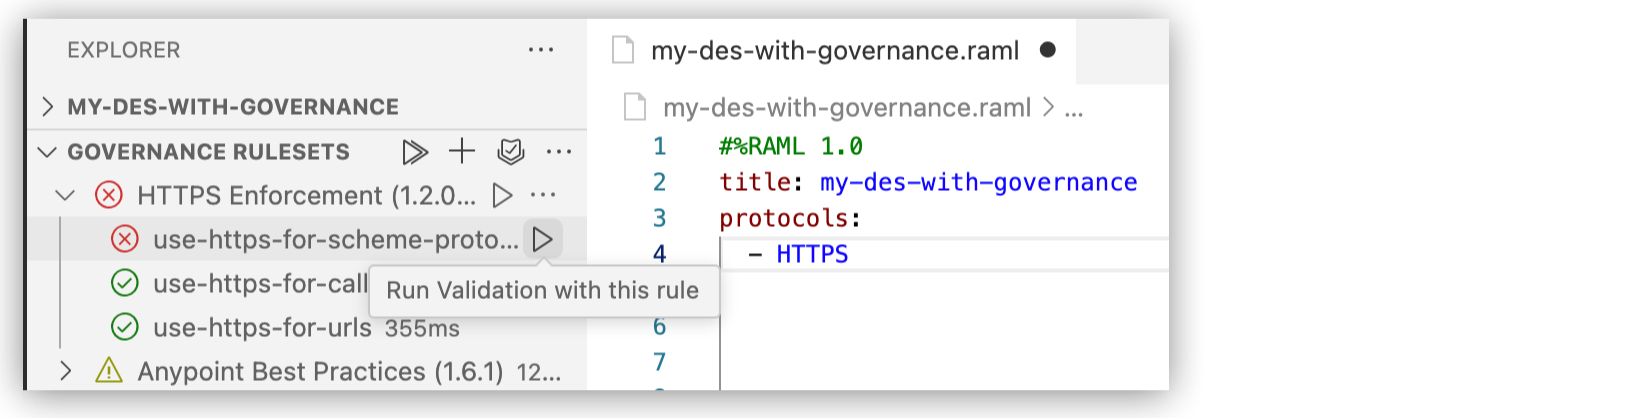 EXPLORER
MY-DES-WITH-GOVERNANCE
GOVERNANCE RULESETS
HTTPS Enforcement (1.2.0...
use-https-for-scheme-proto...
use-https-for-call
Run Validation with this rule
use-https-for-urls 355ms
Anypoint Best Practices (1.6.1) 12...
my-des-with-governance.raml
my-des-with-governance.raml > ...
1 #%RAML 1.0
2 title: my-des-with-governance
3 protocols:
4 - HTTPS
6
7